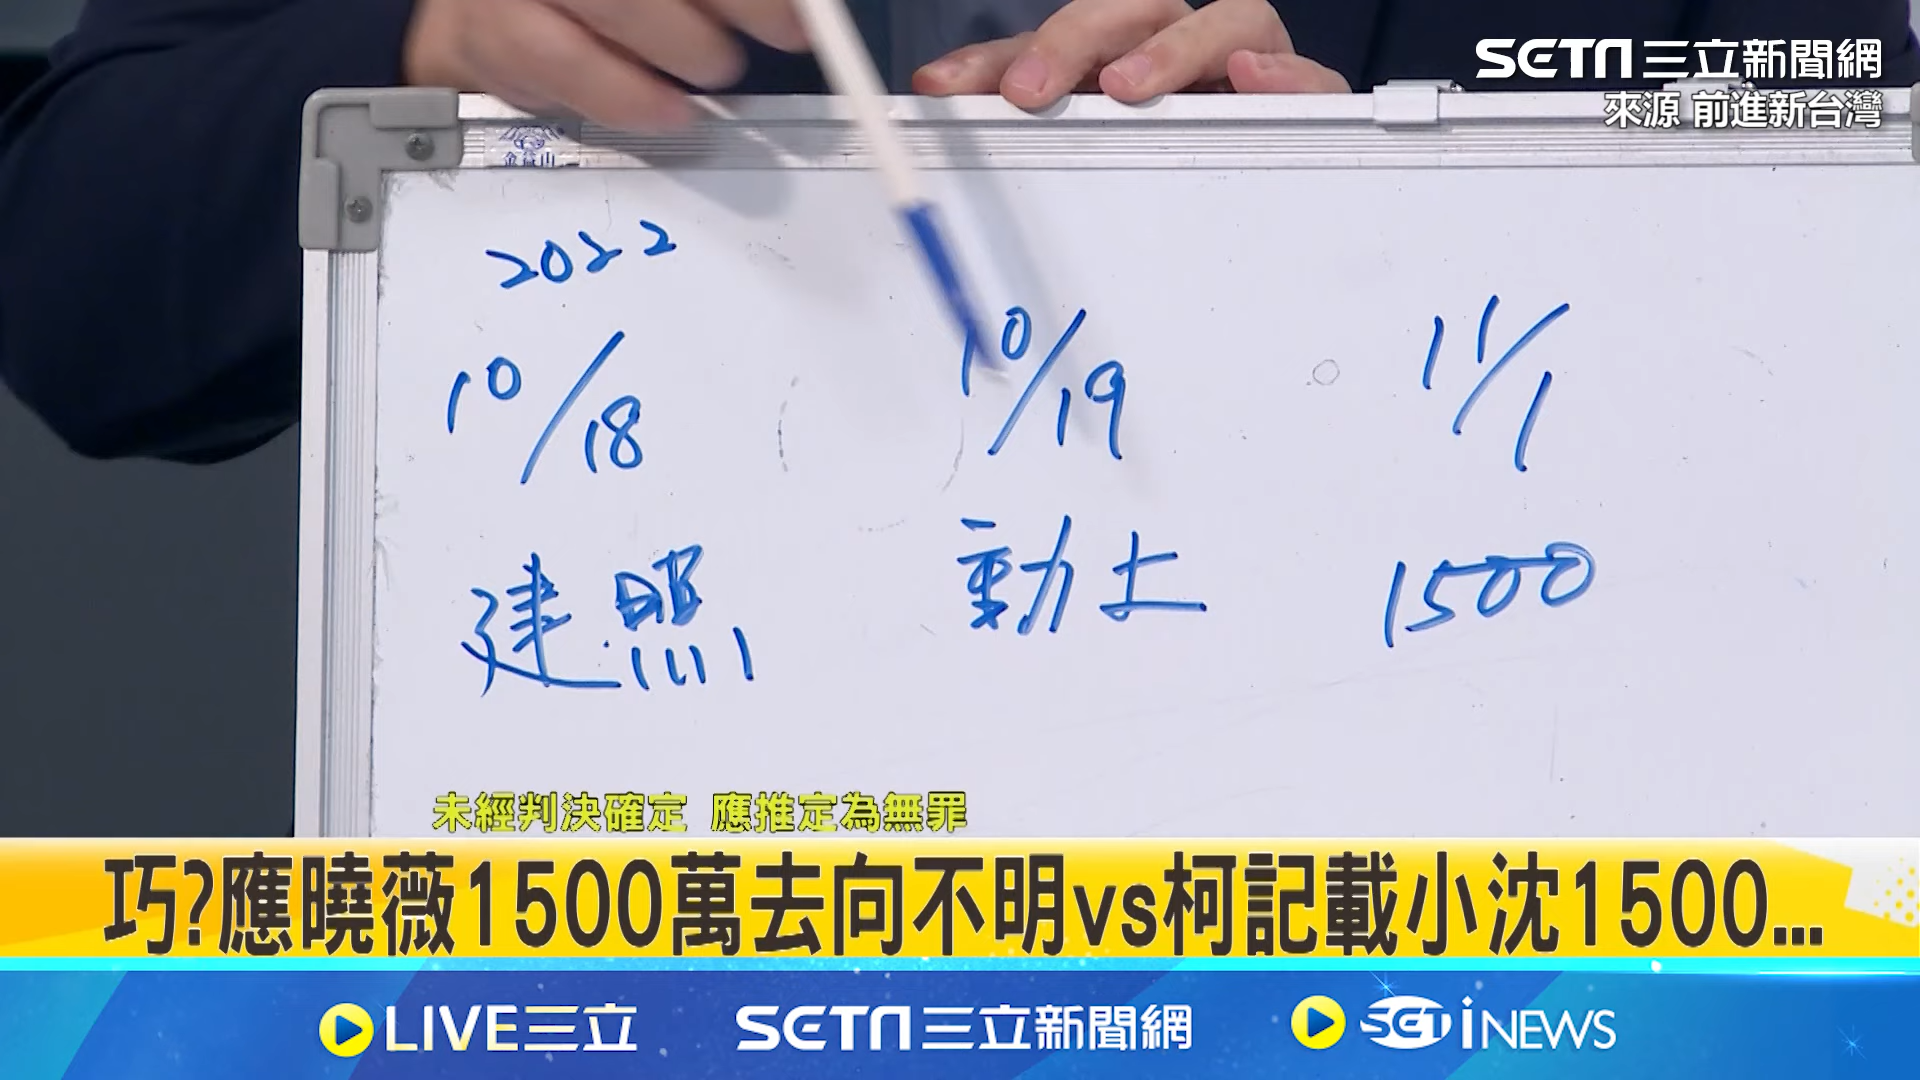 SETN三立新聞網
來源 前進新台灣
金益山
2022
10/18 10/19 11/1
建照 動土 1500
未經判決確定 應推定為無罪
巧?應曉薇1500萬去向不明vs柯記載小沈1500...
LIVE三立 SETN三立新聞網 SET iNEWS